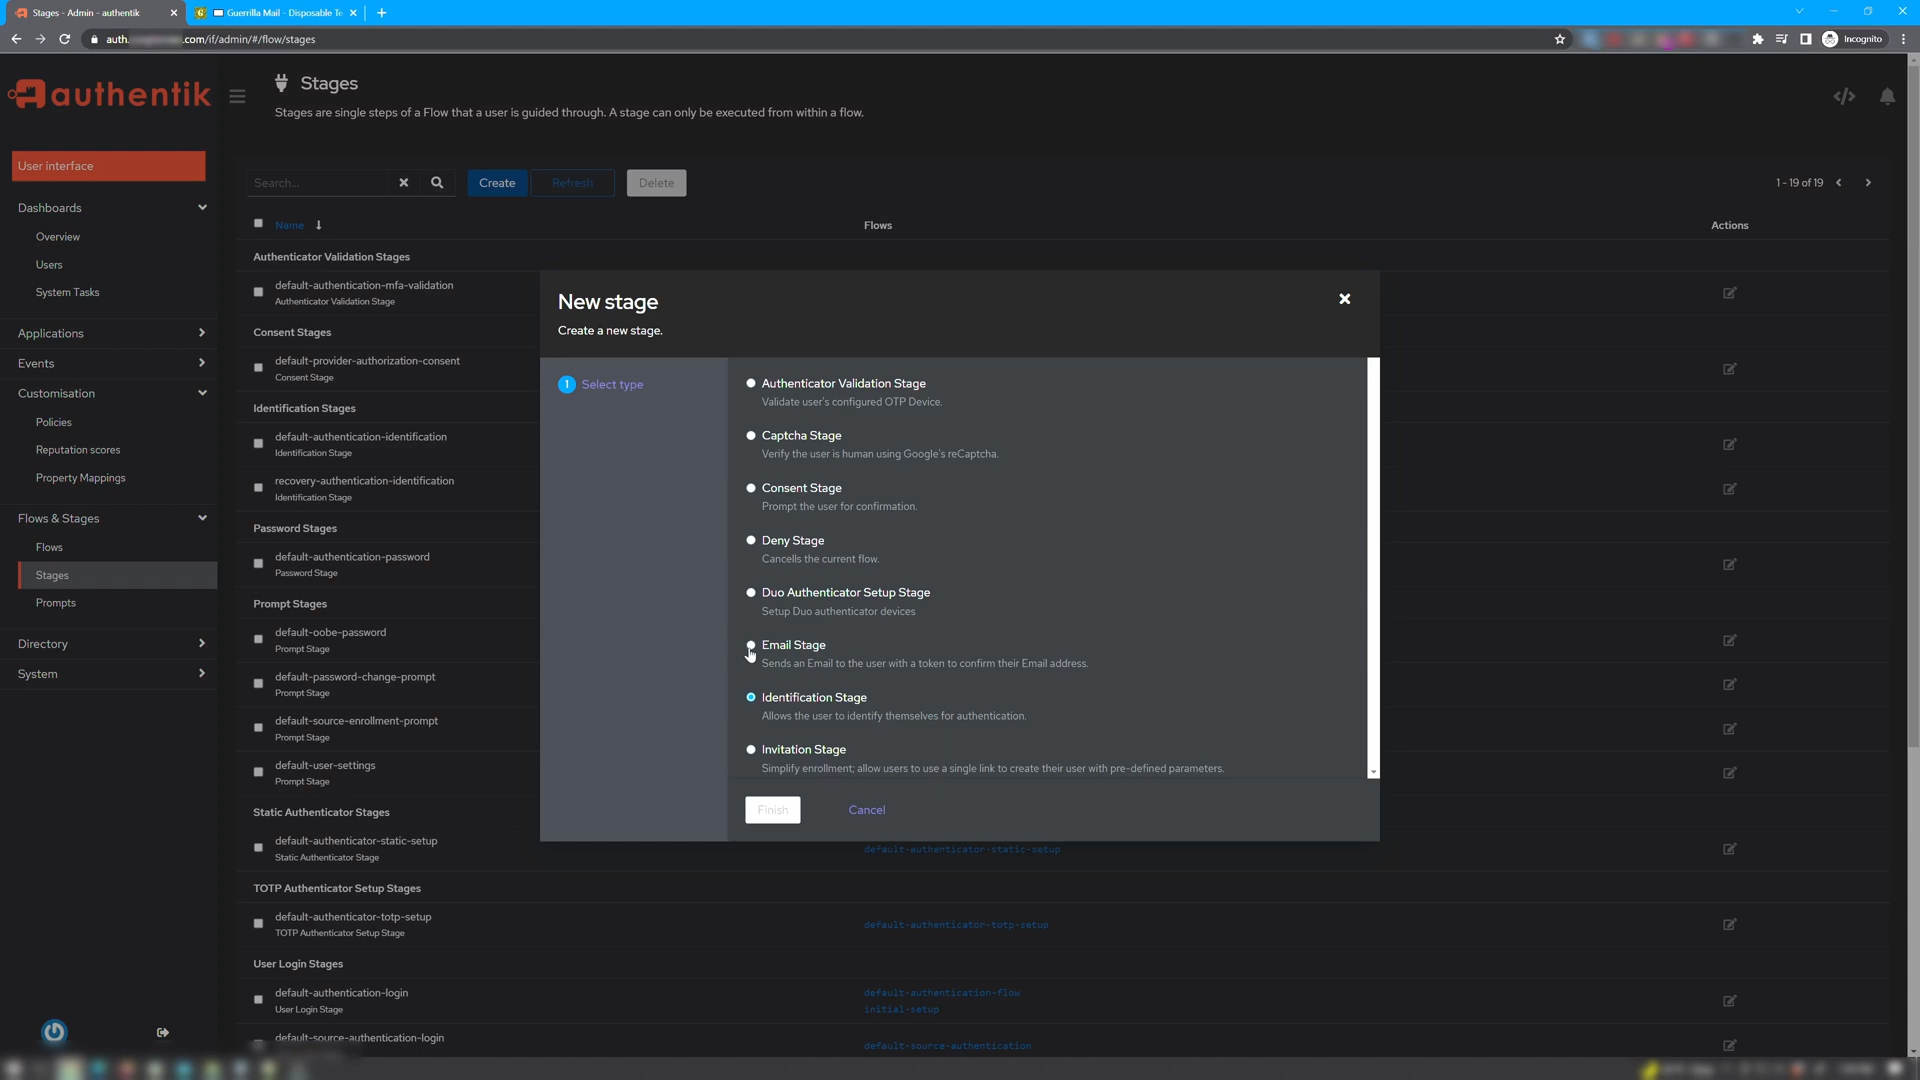 Stages - Admin - authentik
Guerrilla Mail - Disposable Te
auth. .com/if/admin/#/flow/stages
Incognito
authentik
Stages
Stages are single steps of a Flow that a user is guided through. A stage can only be executed from within a flow.
User interface
Search...
Create
Refresh
Delete
1 - 19 of 19
Dashboards
Overview
Users
System Tasks
Applications
Events
Customisation
Policies
Reputation scores
Property Mappings
Flows & Stages
Flows
Stages
Prompts
Directory
System
Name
Flows
Actions
Authenticator Validation Stages
default-authentication-mfa-validation
Authenticator Validation Stage
Consent Stages
default-provider-authorization-consent
Consent Stage
Identification Stages
default-authentication-identification
Identification Stage
recovery-authentication-identification
Identification Stage
Password Stages
default-authentication-password
Password Stage
Prompt Stages
default-oobe-password
Prompt Stage
default-password-change-prompt
Prompt Stage
default-source-enrollment-prompt
Prompt Stage
default-user-settings
Prompt Stage
Static Authenticator Stages
default-authenticator-static-setup
Static Authenticator Stage
default-authenticator-static-setup
TOTP Authenticator Setup Stages
default-authenticator-totp-setup
TOTP Authenticator Setup Stage
default-authenticator-totp-setup
User Login Stages
default-authentication-login
User Login Stage
default-authentication-flow
initial-setup
default-source-authentication-login
default-source-authentication
New stage
Create a new stage.
1 Select type
Authenticator Validation Stage
Validate user's configured OTP Device.
Captcha Stage
Verify the user is human using Google's reCaptcha.
Consent Stage
Prompt the user for confirmation.
Deny Stage
Cancells the current flow.
Duo Authenticator Setup Stage
Setup Duo authenticator devices
Email Stage
Sends an Email to the user with a token to confirm their Email address.
Identification Stage
Allows the user to identify themselves for authentication.
Invitation Stage
Simplify enrollment; allow users to use a single link to create their user with pre-defined parameters.
Finish
Cancel